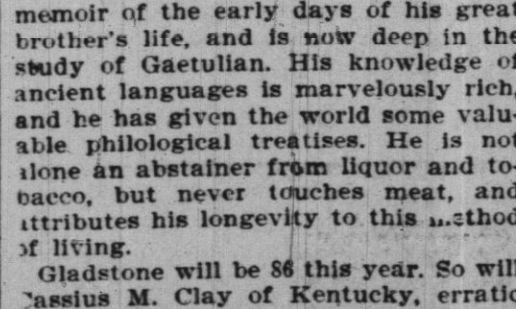 memoir of the early days of his great
brother's life, and is now deep in the
study of Gaetulian. His knowledge of
ancient languages is marvelously rich,
and he has given the world some valu-
able philological treatises. He is not
alone an abstainer from liquor and to-
bacco, but never touches meat, and
attributes his longevity to this method
of living.
Gladstone will be 86 this year. So will
Cassius M. Clay of Kentucky, erratic